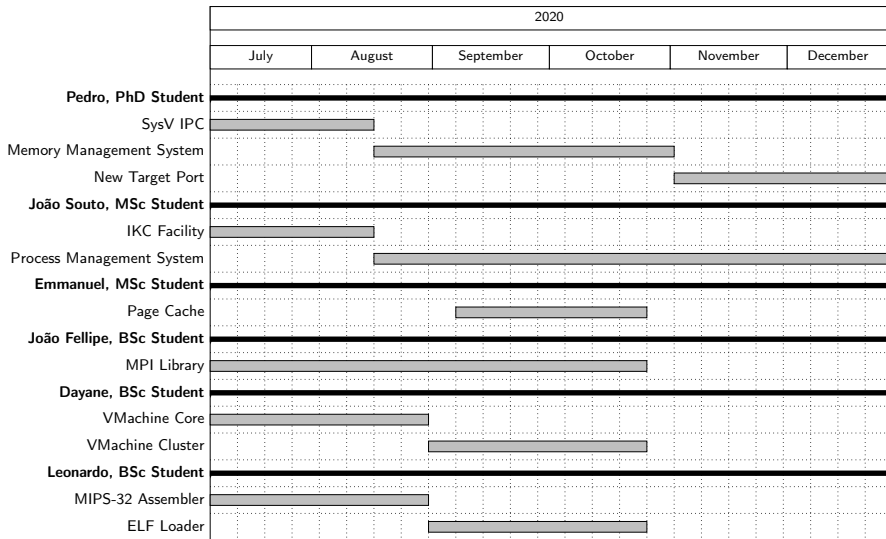 2020
July August September October November December
Pedro, PhD Student
SysV IPC
Memory Management System
New Target Port
João Souto, MSc Student
IKC Facility
Process Management System
Emmanuel, MSc Student
Page Cache
João Fellipe, BSc Student
MPI Library
Dayane, BSc Student
VMachine Core
VMachine Cluster
Leonardo, BSc Student
MIPS-32 Assembler
ELF Loader